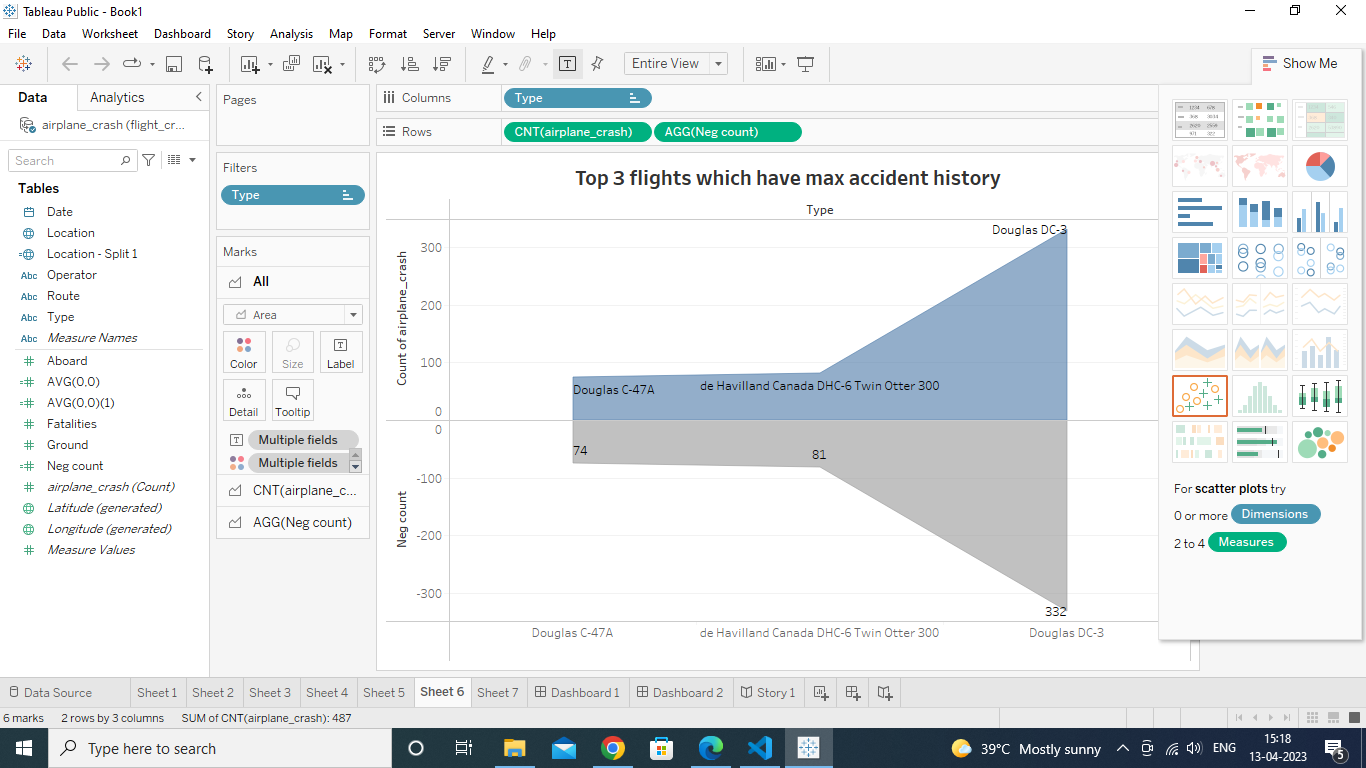 Tableau Public - Book1
File Data Worksheet Dashboard Story Analysis Map Format Server Window Help
Entire View
Show Me
Data Analytics
airplane_crash (flight_cr...
Search
Tables
Date
Location
Location - Split 1
Abc Operator
Abc Route
Abc Type
Abc Measure Names
Aboard
AVG(0,0)
AVG(0,0)(1)
Fatalities
Ground
Neg count
airplane_crash (Count)
Latitude (generated)
Longitude (generated)
Measure Values
Pages
Filters
Type
Marks
All
Area
Color Size Label
Detail Tooltip
Multiple fields
Multiple fields
CNT(airplane_c...
AGG(Neg count)
Columns Type
Rows CNT(airplane_crash) AGG(Neg count)
Top 3 flights which have max accident history
Type
Count of airplane_crash
300
200
100
0
Douglas DC-3
Douglas C-47A
de Havilland Canada DHC-6 Twin Otter 300
Neg count
0
-100
-200
-300
74
81
332
Douglas C-47A de Havilland Canada DHC-6 Twin Otter 300 Douglas DC-3
For scatter plots try
0 or more Dimensions
2 to 4 Measures
Data Source Sheet 1 Sheet 2 Sheet 3 Sheet 4 Sheet 5 Sheet 6 Sheet 7 Dashboard 1 Dashboard 2 Story 1
6 marks 2 rows by 3 columns SUM of CNT(airplane_crash): 487
Type here to search
39°C Mostly sunny
ENG
15:18
13-04-2023
5